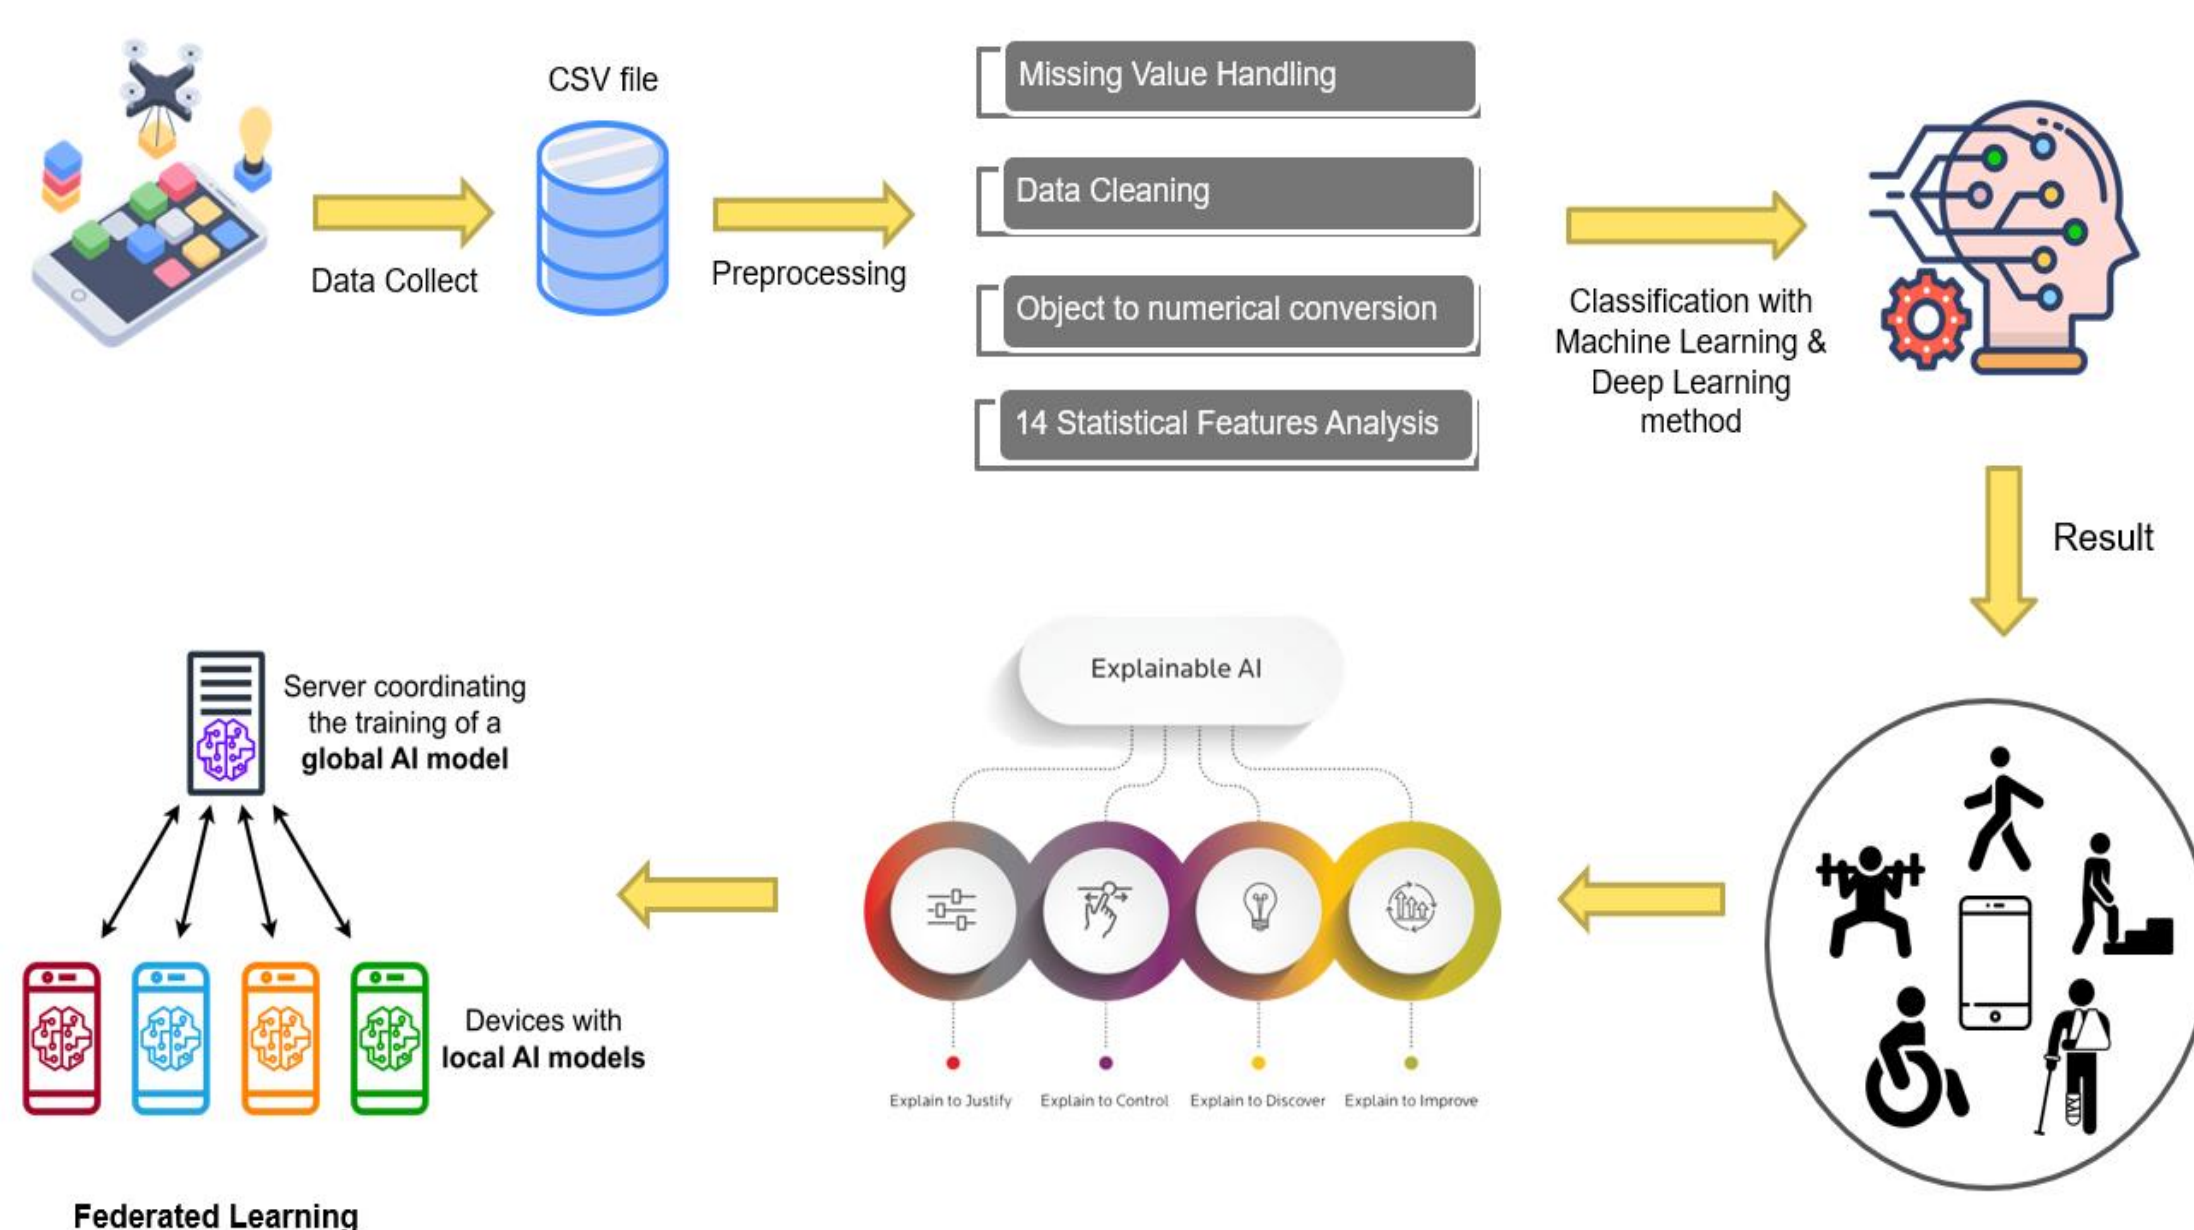 CSV file
Data Collect
Preprocessing
Missing Value Handling
Data Cleaning
Object to numerical conversion
14 Statistical Features Analysis
Classification with
Machine Learning &
Deep Learning
method
Result
Explainable AI
Explain to Justify
Explain to Control
Explain to Discover
Explain to Improve
Server coordinating
the training of a
global AI model
Devices with
local AI models
Federated Learning